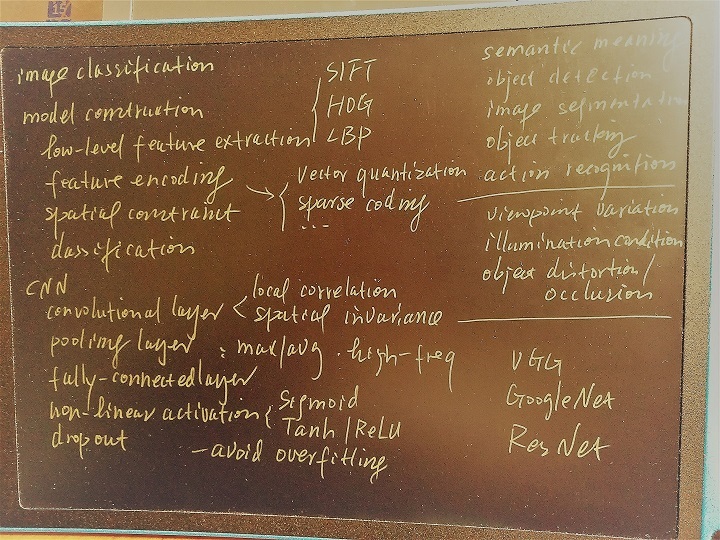 15
image classification
model construction
low-level feature extraction
SIFT
HOG
LBP
feature encoding
vector quantization
sparse coding
...
spatial constraint
classification
CNN
convolutional layer
local correlation
spatial invariance
pooling layer : max/avg · high-freq
fully-connected layer
non-linear activation
Sigmoid
Tanh/ReLU
dropout
- avoid overfitting
semantic meaning
object detection
image segmentation
object tracking
action recognition
viewpoint variation
illumination condition
object distortion/
occlusion
VGG
GoogleNet
ResNet